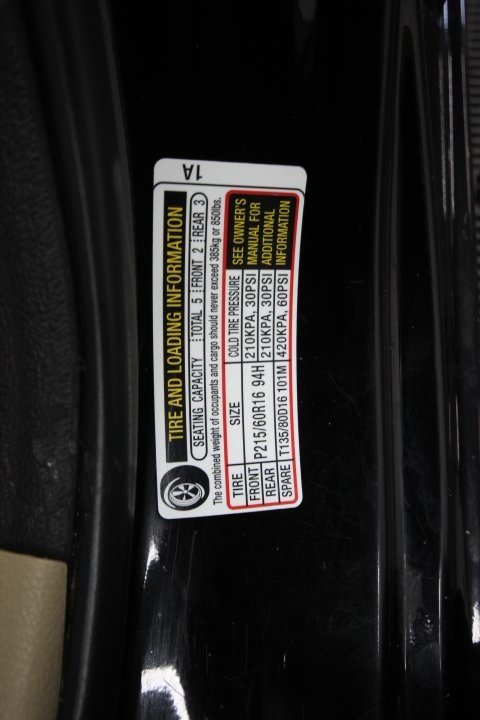 TIRE AND LOADING INFORMATION
SEATING CAPACITY TOTAL 5 FRONT 2 REAR 3
The combined weight of occupants and cargo should never exceed 385kg or 850lbs.
TIRE SIZE COLD TIRE PRESSURE SEE OWNER'S MANUAL FOR ADDITIONAL INFORMATION
FRONT P215/60R16 94H 210KPA, 30PSI
REAR 210KPA, 30PSI
SPARE T135/80D16 101M 420KPA, 60PSI
1A